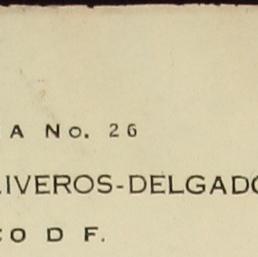 A No. 26
LIVEROS-DELGADO
CO D F.